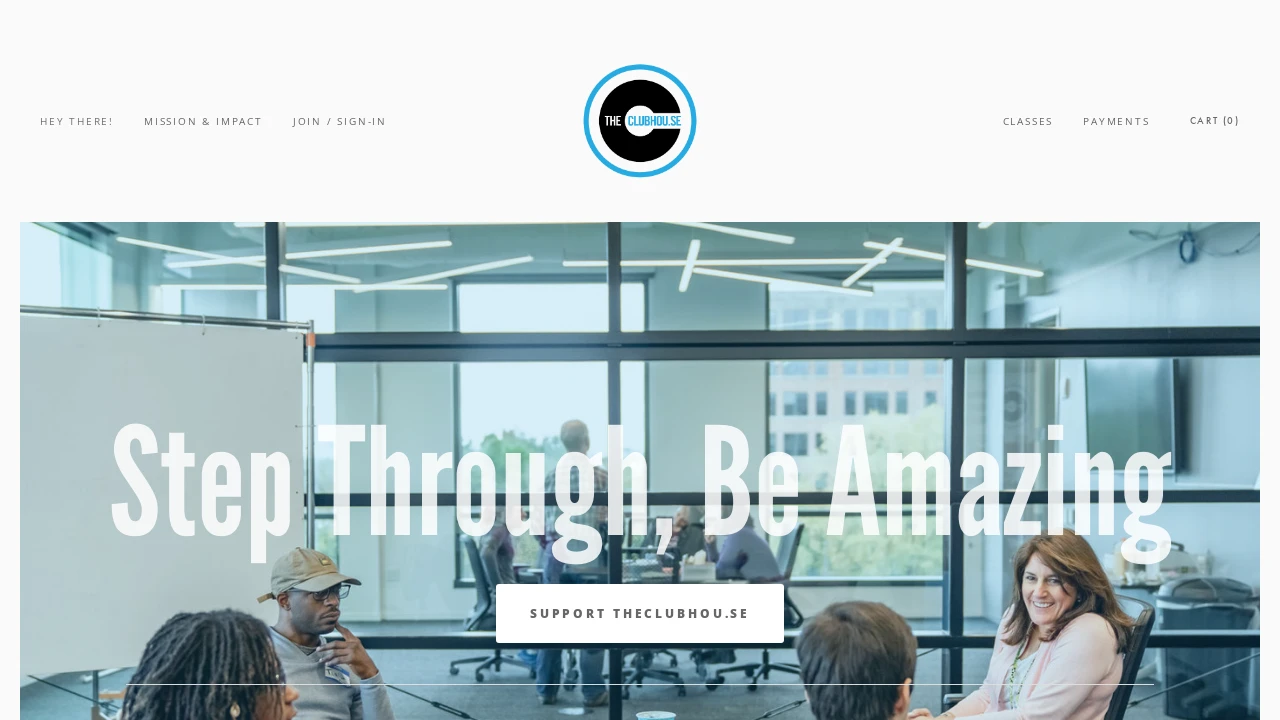 HEY THERE!
MISSION & IMPACT
JOIN / SIGN-IN
THE CLUBHOU.SE
CLASSES
PAYMENTS
CART (0)
Step Through, Be Amazing
SUPPORT THECLUBHOU.SE